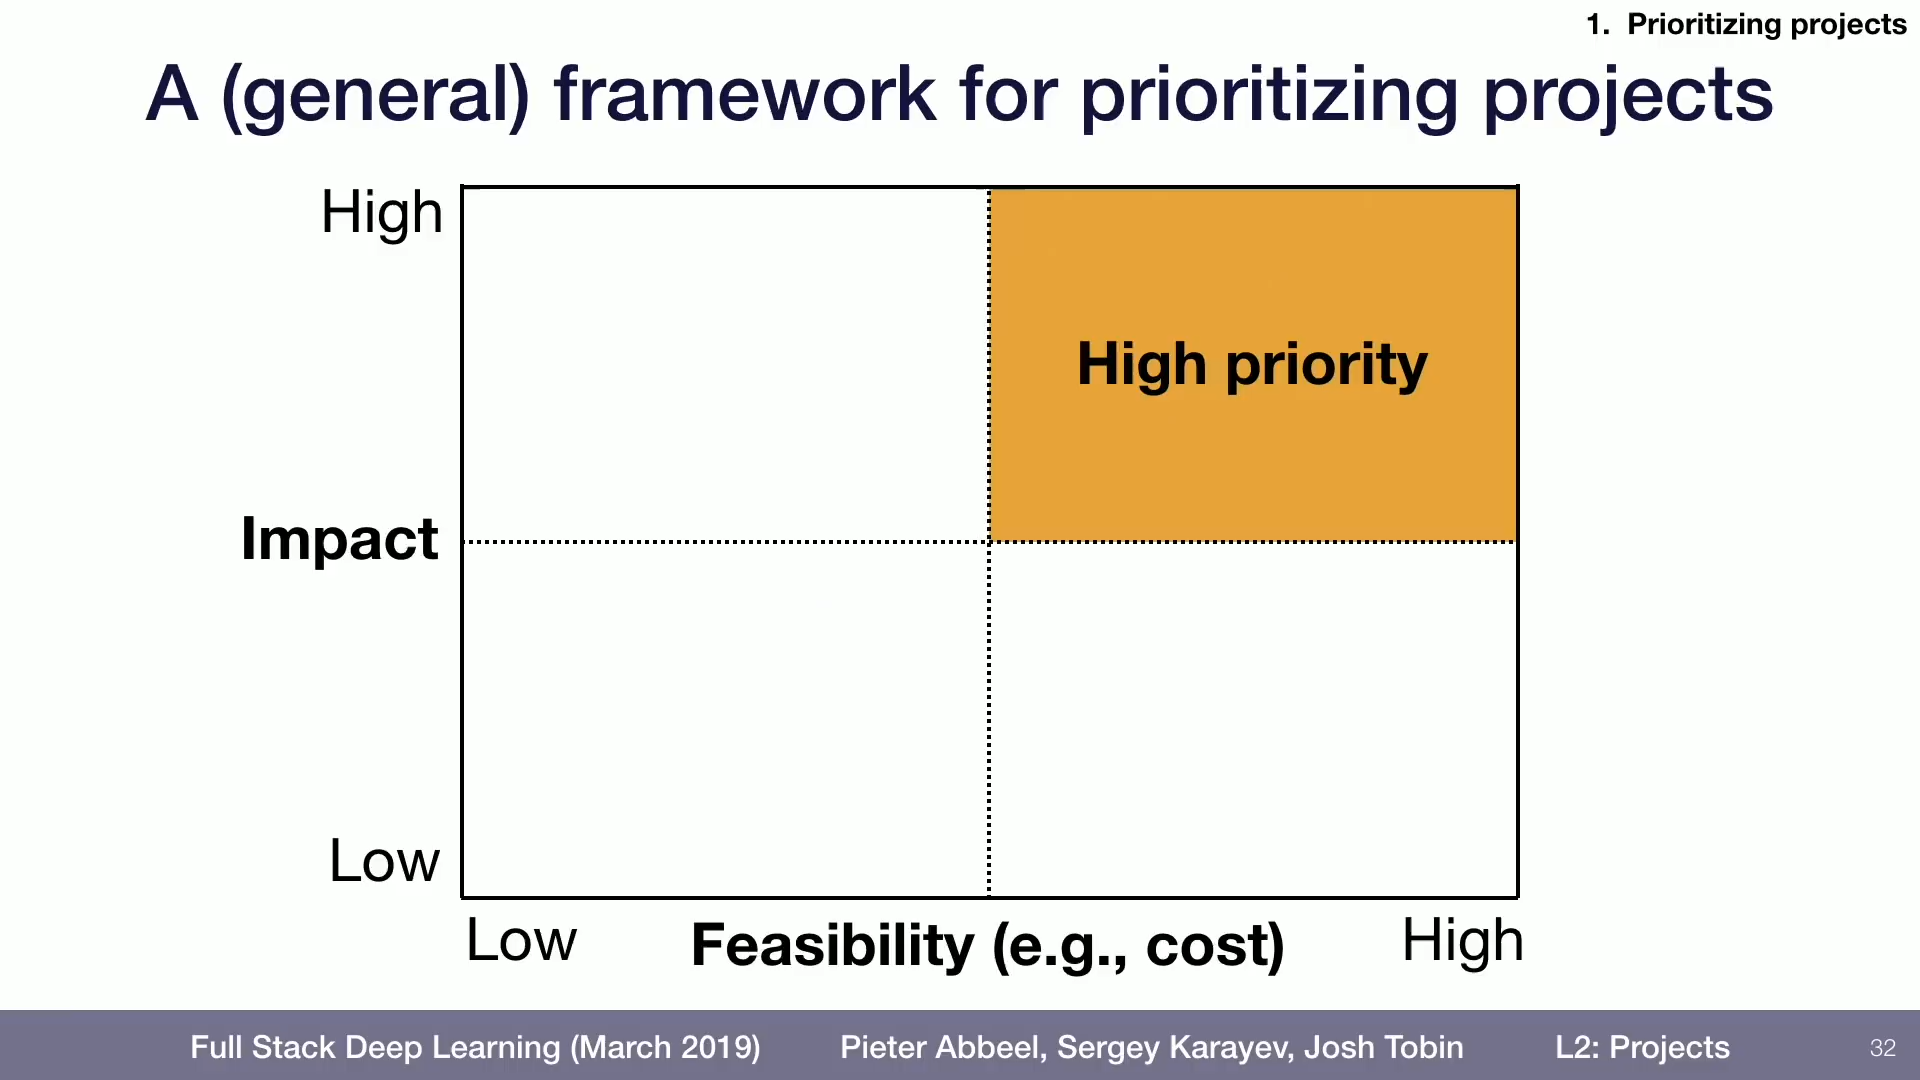 1. Prioritizing projects
A (general) framework for prioritizing projects
High
High priority
Impact
Low
Low
Feasibility (e.g., cost)
High
Full Stack Deep Learning (March 2019)
Pieter Abbeel, Sergey Karayev, Josh Tobin
L2: Projects
32